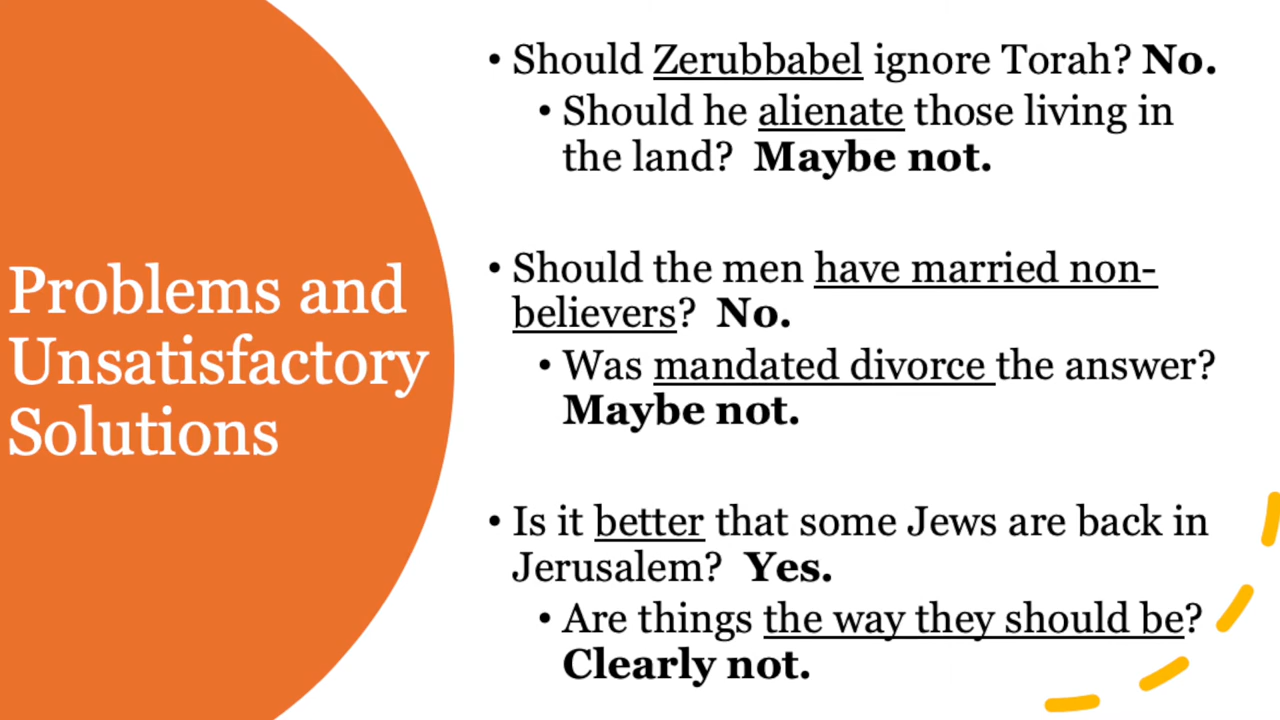 Problems and
Unsatisfactory
Solutions
• Should Zerubbabel ignore Torah? No.
• Should he alienate those living in
the land? Maybe not.
• Should the men have married non-
believers? No.
• Was mandated divorce the answer?
Maybe not.
• Is it better that some Jews are back in
Jerusalem? Yes.
• Are things the way they should be?
Clearly not.